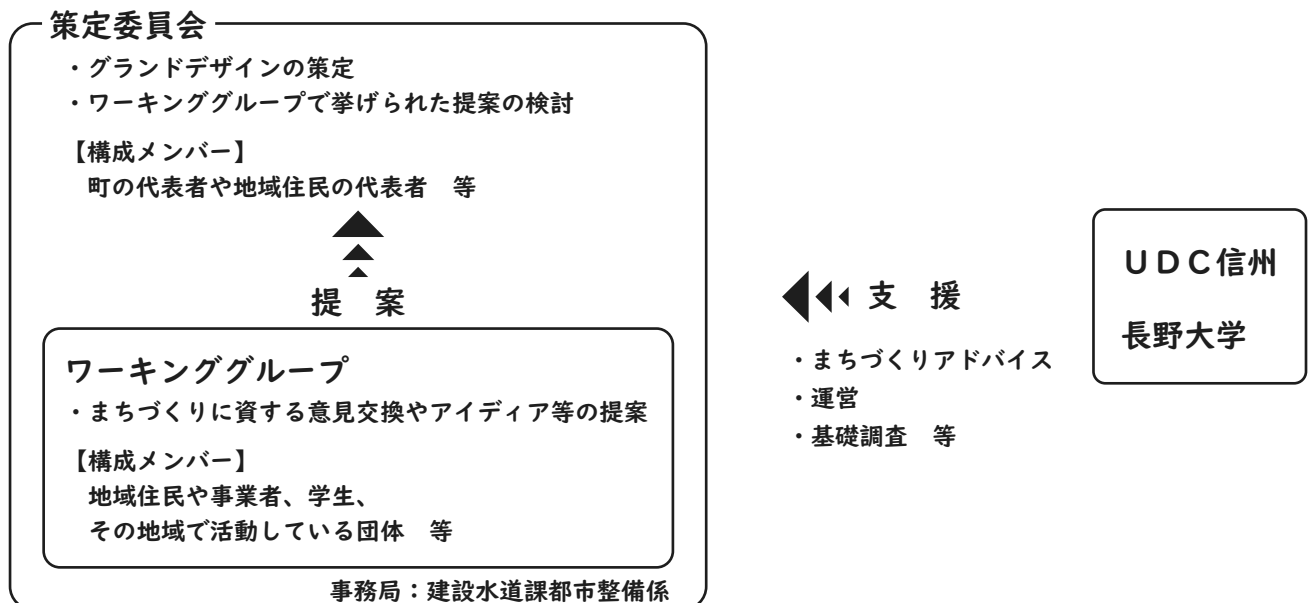 策定委員会
・グランドデザインの策定
・ワーキンググループで挙げられた提案の検討
【構成メンバー】
町の代表者や地域住民の代表者　等
提　案
ワーキンググループ
・まちづくりに資する意見交換やアイディア等の提案
【構成メンバー】
地域住民や事業者、学生、
その地域で活動している団体　等
事務局：建設水道課都市整備係
支　援
・まちづくりアドバイス
・運営
・基礎調査　等
ＵＤＣ信州
長野大学